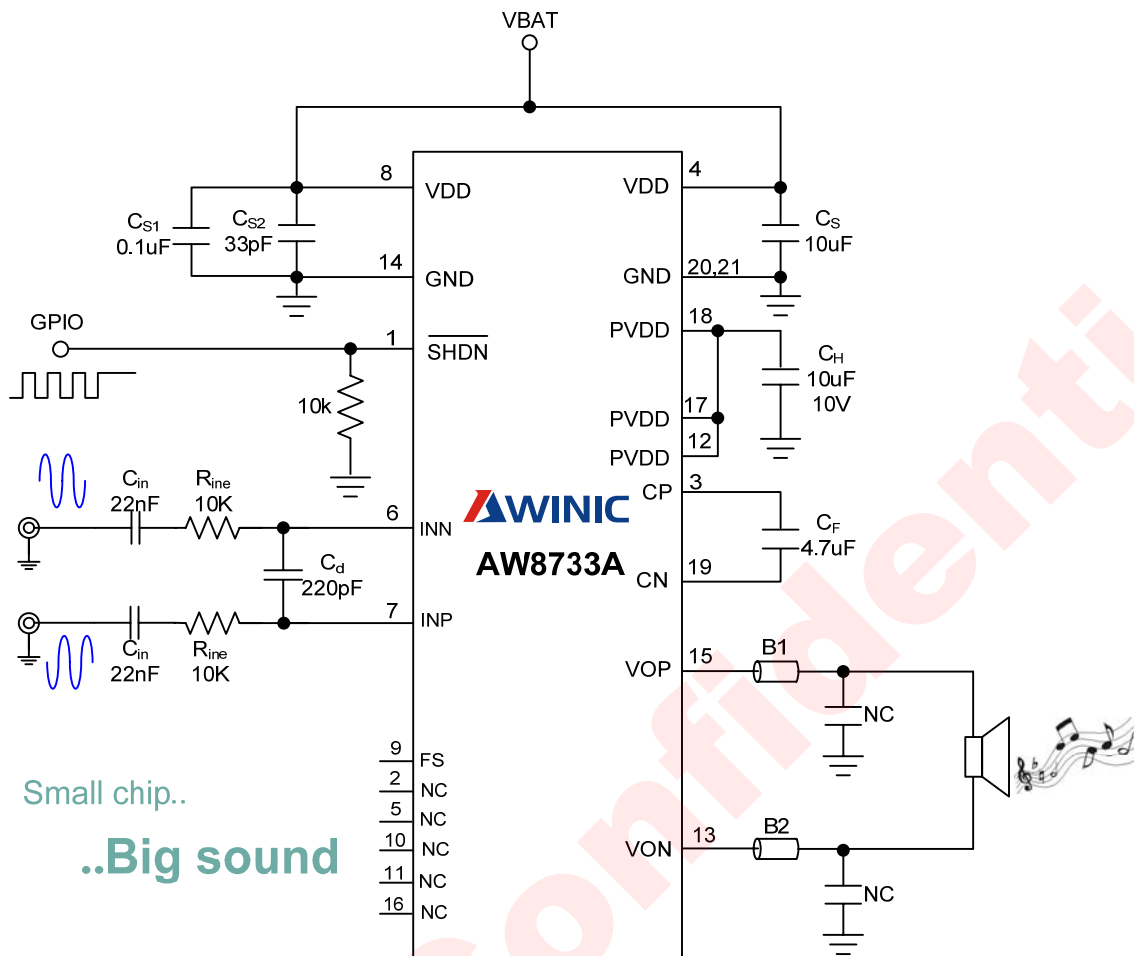 VBAT
8
VDD
4
VDD
CS1
0.1uF
CS2
33pF
CS
10uF
14
GND
20,21
GND
GPIO
1
SHDN
18
PVDD
CH
10uF
10V
10k
17
PVDD
12
PVDD
3
CP
Cin
22nF
Rine
10K
6
INN
AWINIC
AW8733A
CF
4.7uF
Cd
220pF
19
CN
7
INP
Cin
22nF
Rine
10K
15
VOP
B1
NC
9
FS
2
NC
Small chip..
5
NC
10
NC
..Big sound
13
VON
B2
11
NC
16
NC
NC
Confidenti